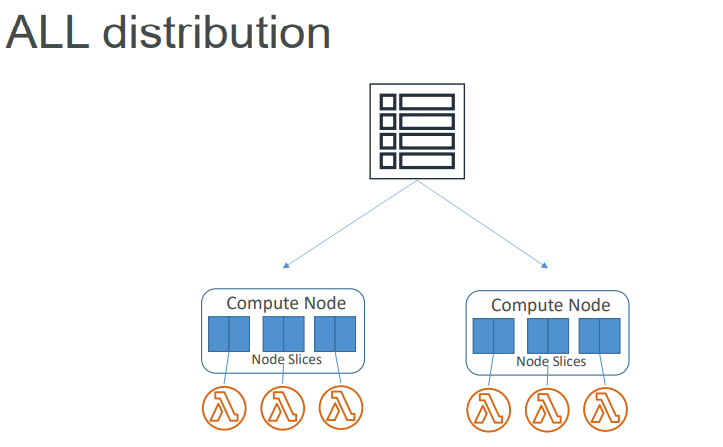 ALL distribution
Compute Node
Node Slices
Compute Node
Node Slices